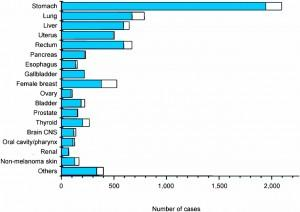 Stomach
Lung
Liver
Uterus
Rectum
Pancreas
Esophagus
Gallbladder
Female breast
Ovary
Bladder
Prostate
Thyroid
Brain CNS
Oral cavity/pharynx
Renal
Non-melanoma skin
Others
0 500 1,000 1,500 2,000
Number of cases